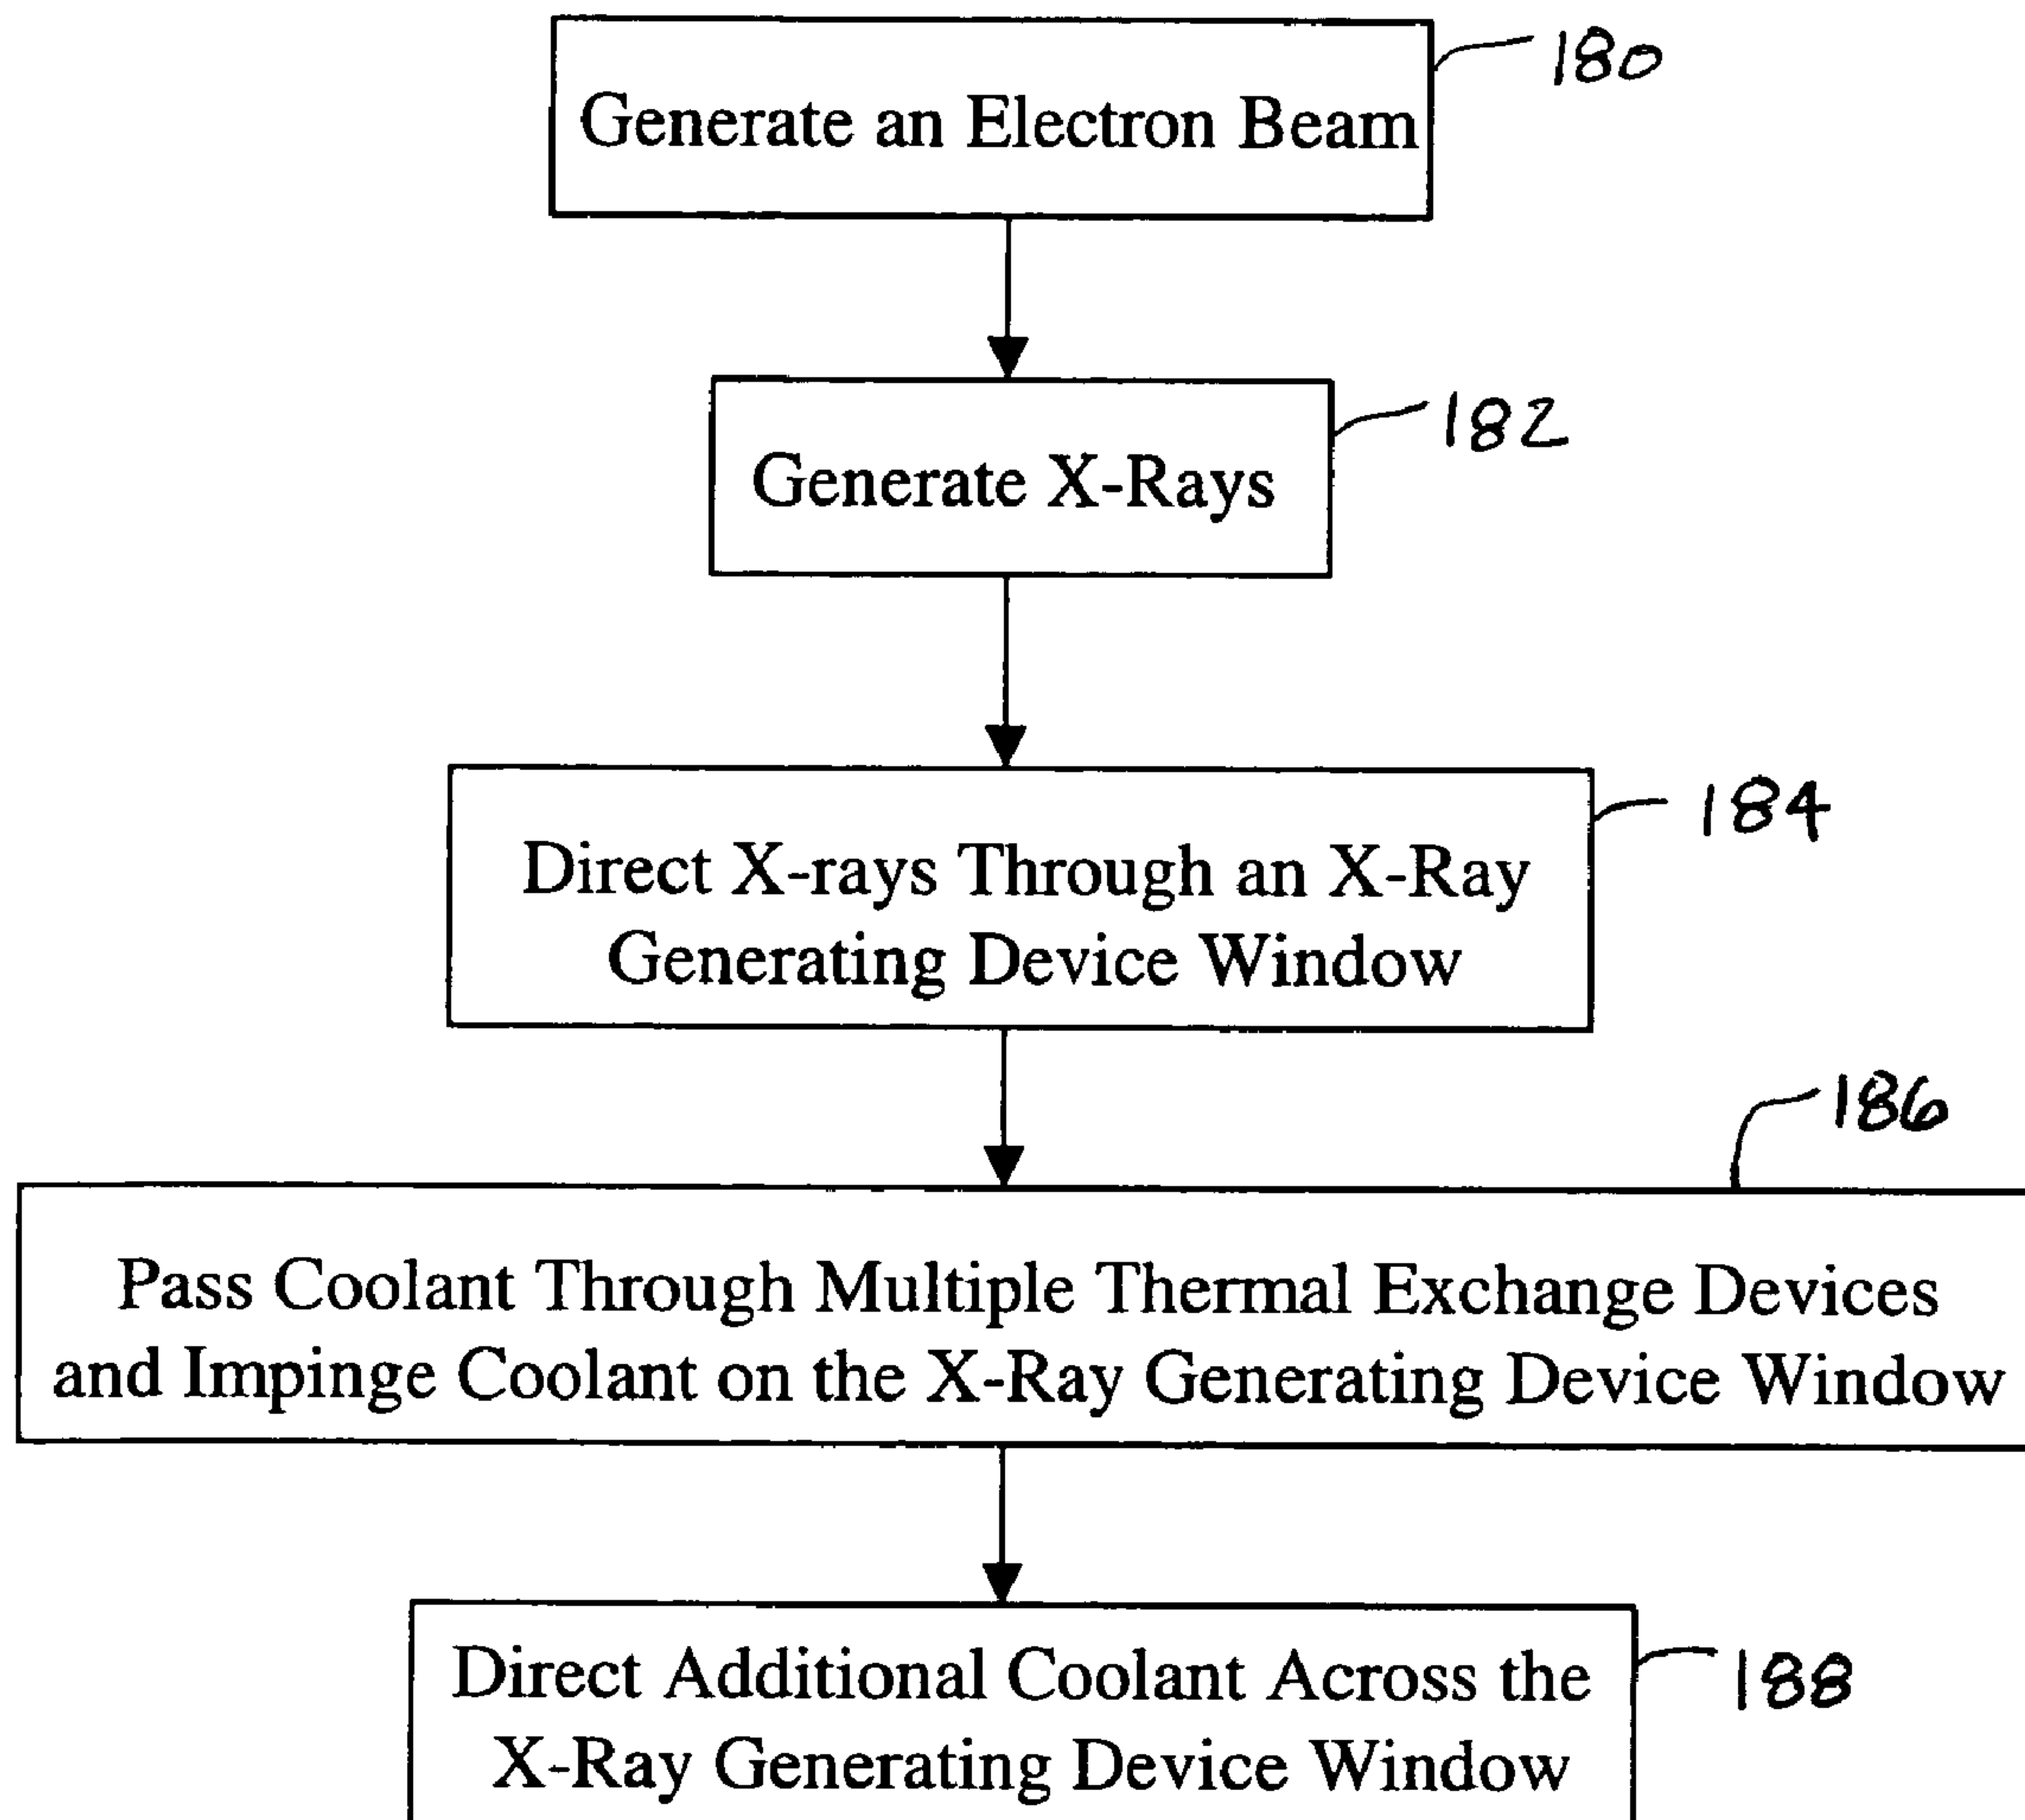 180
Generate an Electron Beam
182
Generate X-Rays
184
Direct X-rays Through an X-Ray
Generating Device Window
186
Pass Coolant Through Multiple Thermal Exchange Devices
and Impinge Coolant on the X-Ray Generating Device Window
188
Direct Additional Coolant Across the
X-Ray Generating Device Window